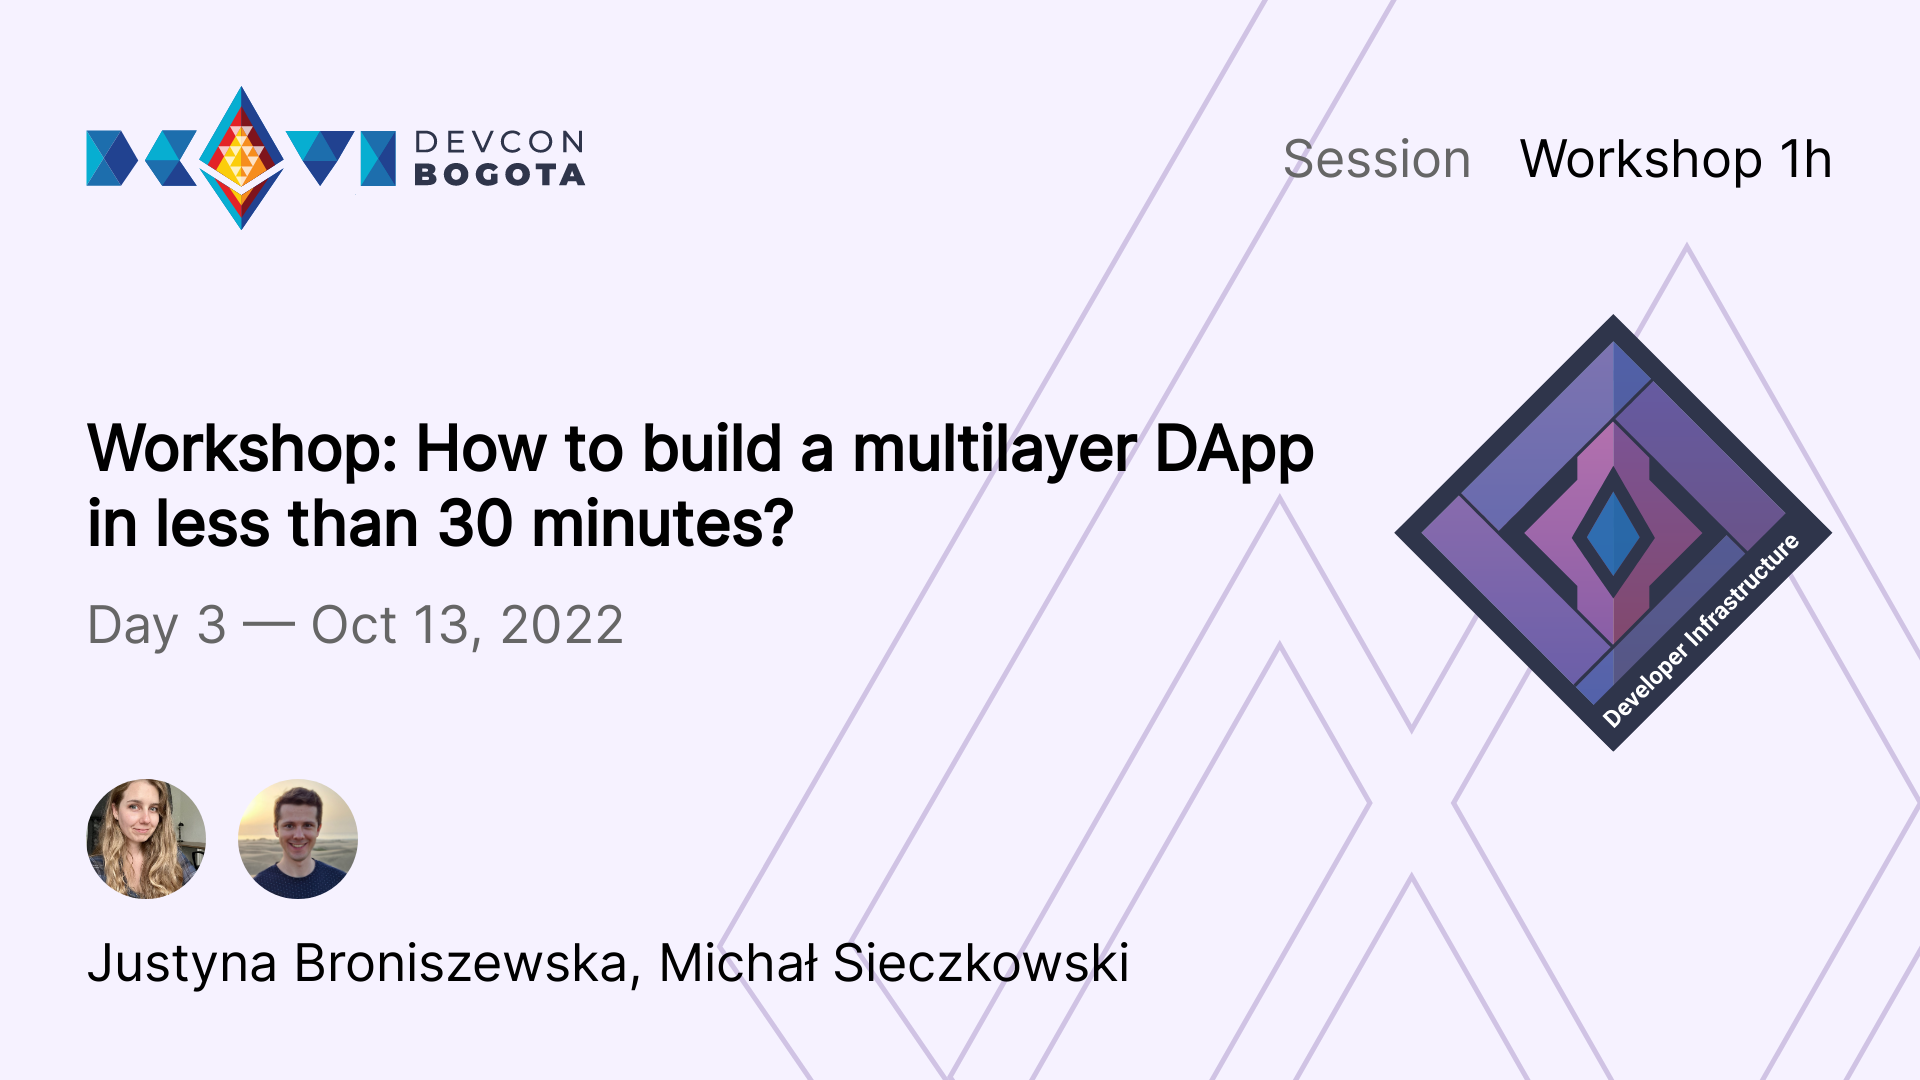 DEVCON
BOGOTA
Session Workshop 1h
Workshop: How to build a multilayer DApp
in less than 30 minutes?
Day 3 — Oct 13, 2022
Developer Infrastructure
Justyna Broniszewska, Michał Sieczkowski